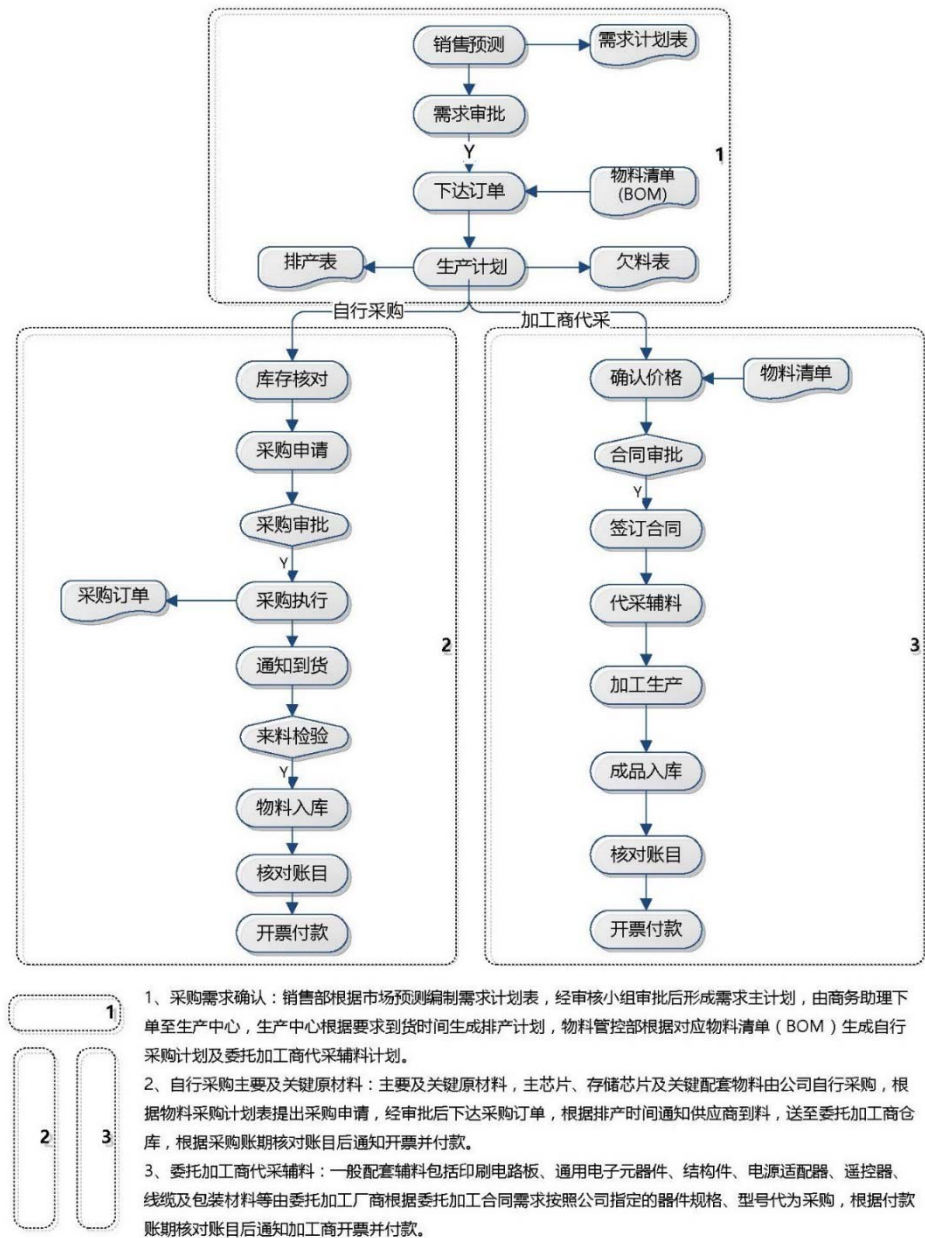 销售预测
需求计划表
需求审批
Y
1
下达订单
物料清单
(BOM)
排产表
生产计划
欠料表
自行采购
加工商代采
库存核对
采购申请
采购审批
Y
采购订单
采购执行
2
通知到货
来料检验
Y
物料入库
核对账目
开票付款
确认价格
物料清单
合同审批
Y
签订合同
代采辅料
3
加工生产
成品入库
核对账目
开票付款
1
2
3
1、采购需求确认：销售部根据市场预测编制需求计划表，经审核小组审批后形成需求主计划，由商务助理下
单至生产中心，生产中心根据要求到货时间生成排产计划，物料管控部根据对应物料清单（BOM）生成自行
采购计划及委托加工商代采辅料计划。
2、自行采购主要及关键原材料：主要及关键原材料，主芯片、存储芯片及关键配套物料由公司自行采购，根
据物料采购计划表提出采购申请，经审批后下达采购订单，根据排产时间通知供应商到料，送至委托加工商仓
库，根据采购账期核对账目后通知开票并付款。
3、委托加工商代采辅料：一般配套辅料包括印刷电路板、通用电子元器件、结构件、电源适配器、遥控器、
线缆及包装材料等由委托加工厂商根据委托加工合同需求按照公司指定的器件规格、型号代为采购，根据付款
账期核对账目后通知加工商开票并付款。